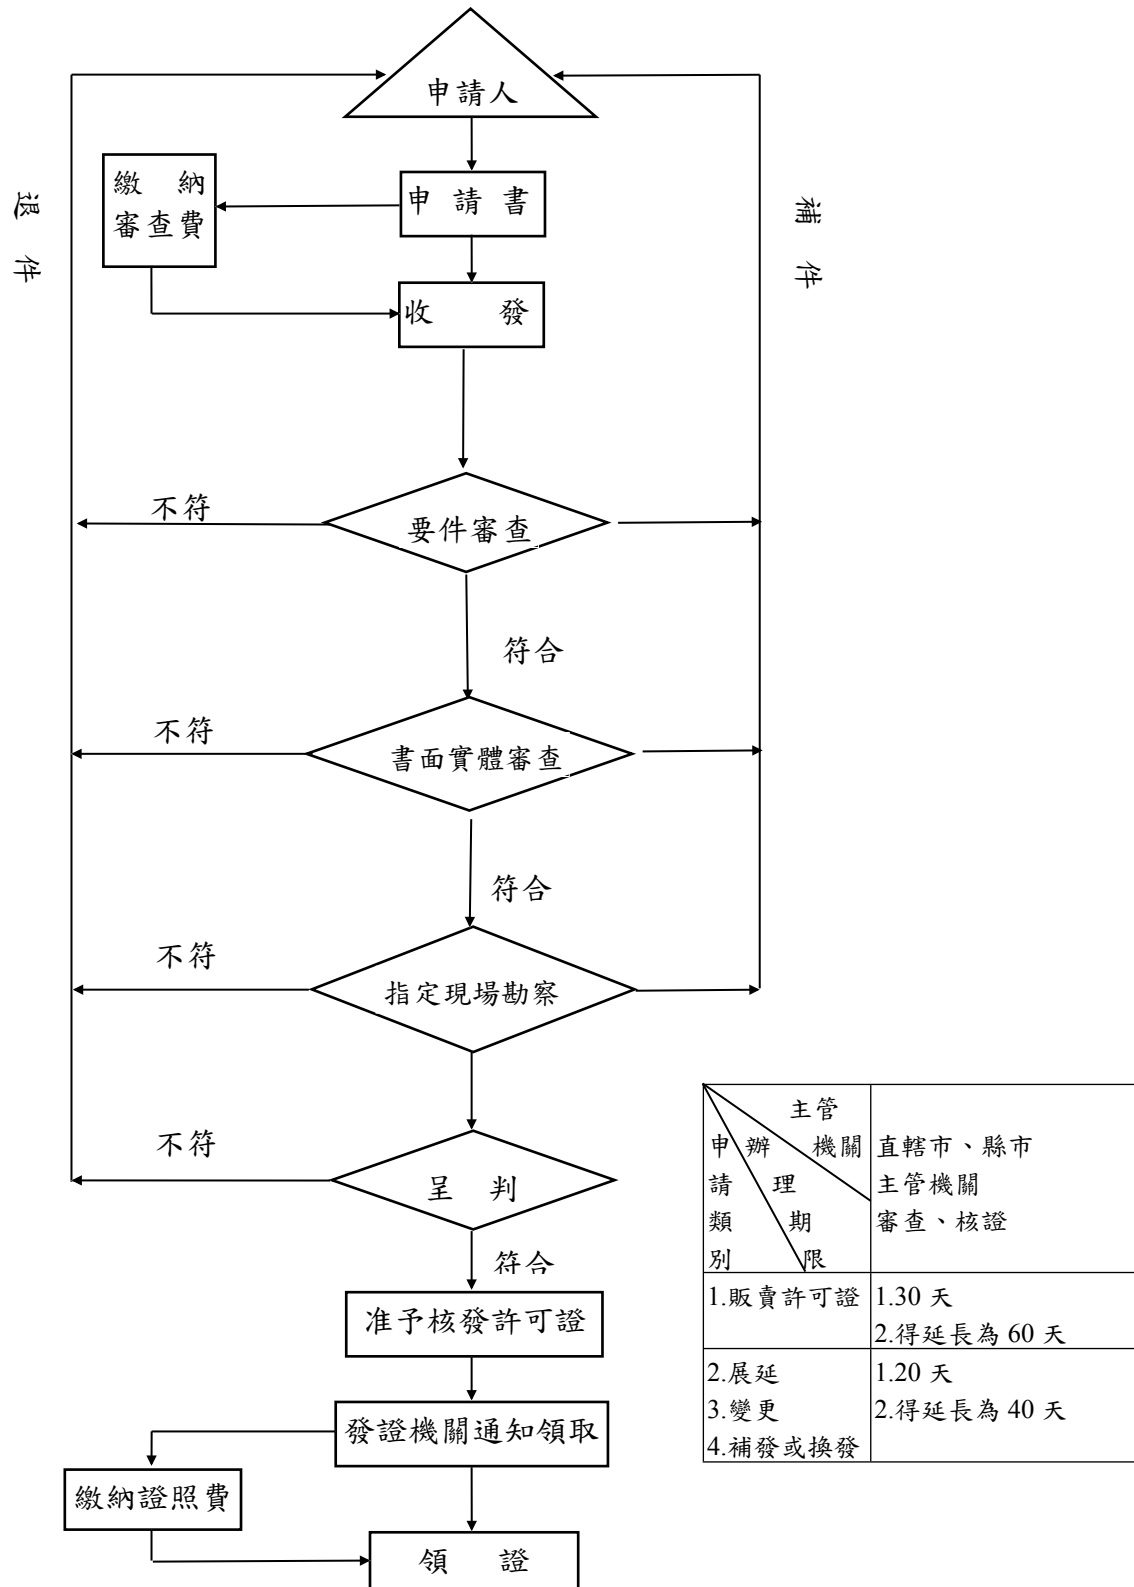 申請人
繳 納
審查費
申 請 書
退 件
補 件
收 發
不符
要件審查
符合
不符
書面實體審查
符合
不符
指定現場勘察
不符
呈 判
符合
准予核發許可證
發證機關通知領取
繳納證照費
領 證
主管
機關
辦理期限
申請類別
直轄市、縣市
主管機關
審查、核證
1.販賣許可證
1.30 天
2.得延長為 60 天
2.展延
3.變更
4.補發或換發
1.20 天
2.得延長為 40 天